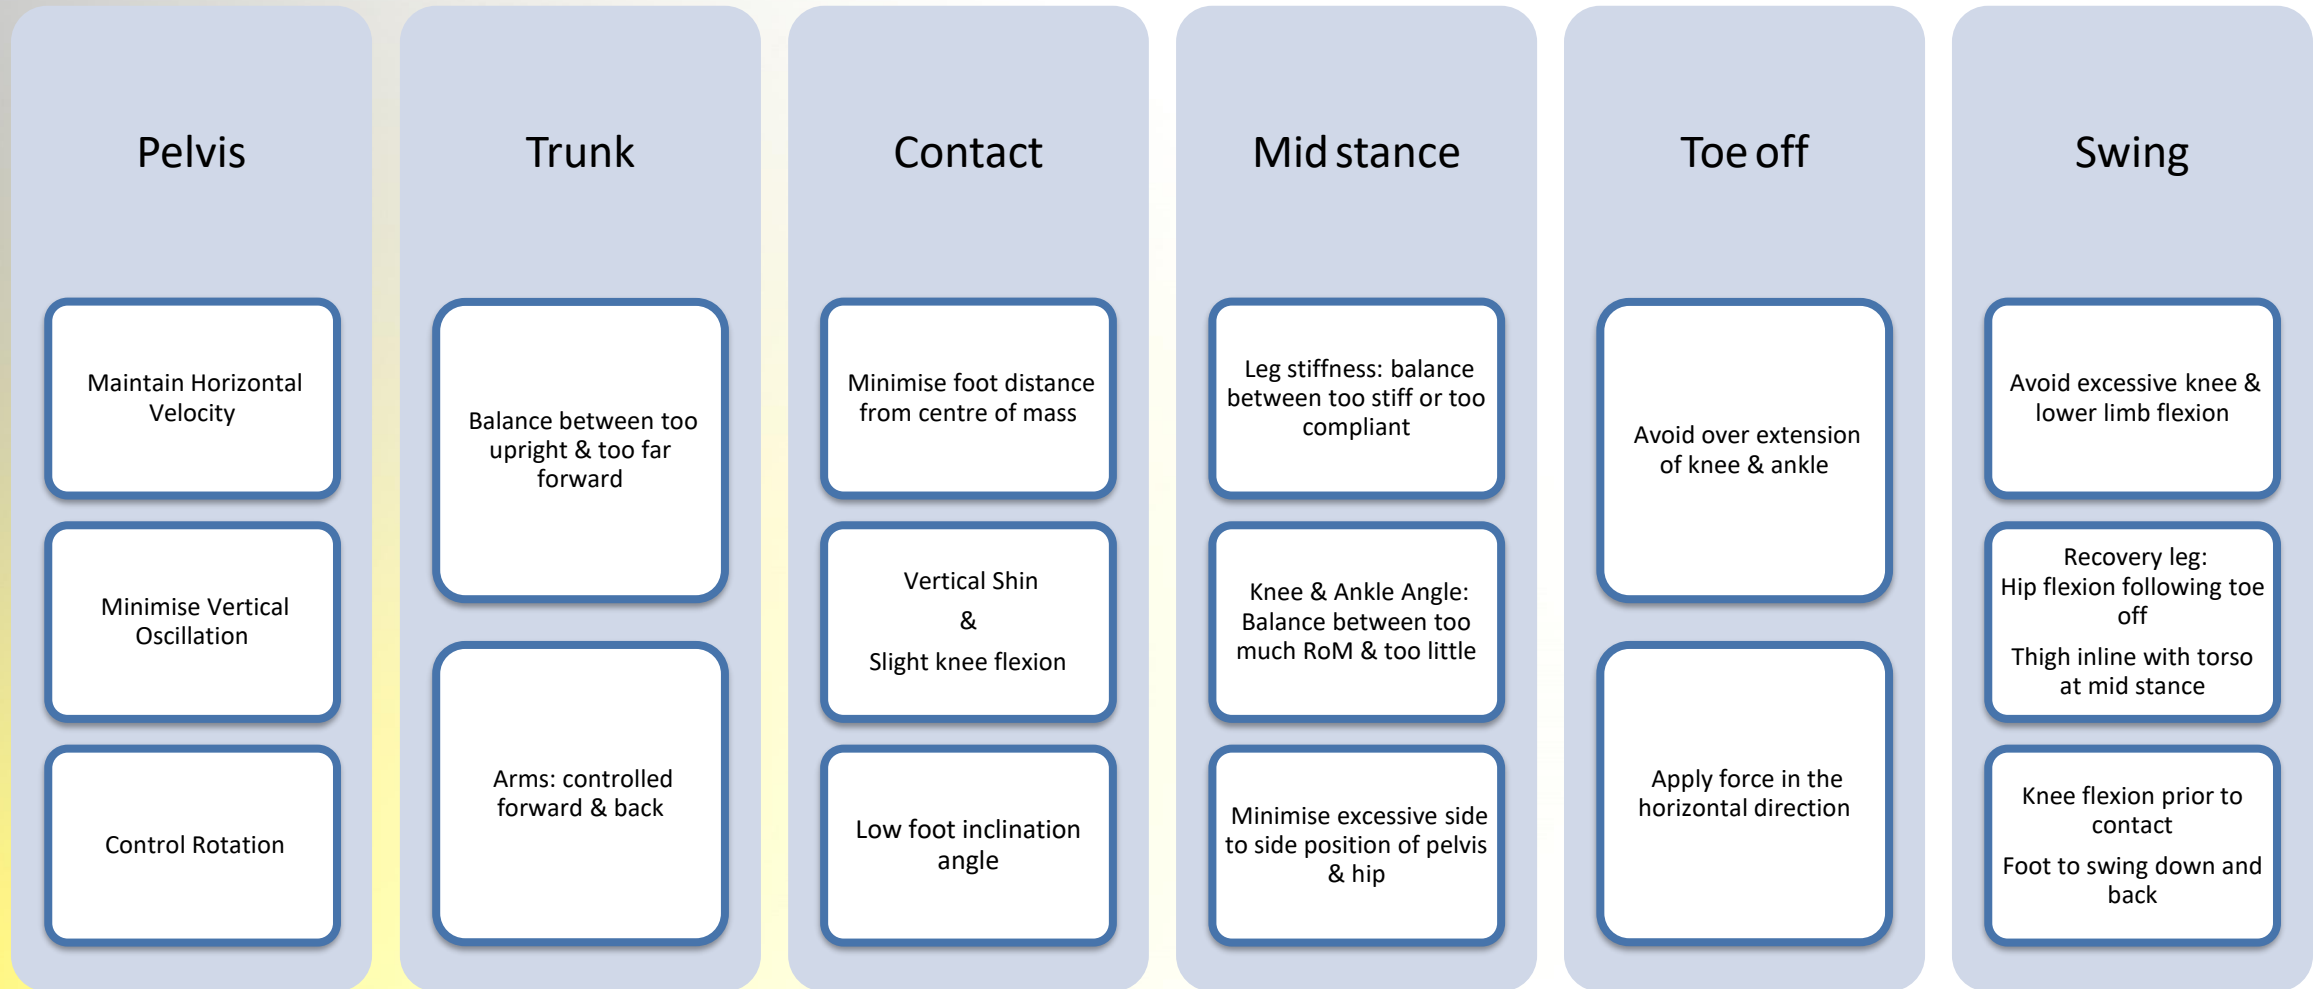 Pelvis
Maintain Horizontal
Velocity
Minimise Vertical
Oscillation
Control Rotation
Trunk
Balance between too
upright & too far
forward
Arms: controlled
forward & back
Contact
Minimise foot distance
from centre of mass
Vertical Shin
&
Slight knee flexion
Low foot inclination
angle
Mid stance
Leg stiffness: balance
between too stiff or too
compliant
Knee & Ankle Angle:
Balance between too
much RoM & too little
Minimise excessive side
to side position of pelvis
& hip
Toe off
Avoid over extension
of knee & ankle
Apply force in the
horizontal direction
Swing
Avoid excessive knee &
lower limb flexion
Recovery leg:
Hip flexion following toe
off
Thigh inline with torso
at mid stance
Knee flexion prior to
contact
Foot to swing down and
back